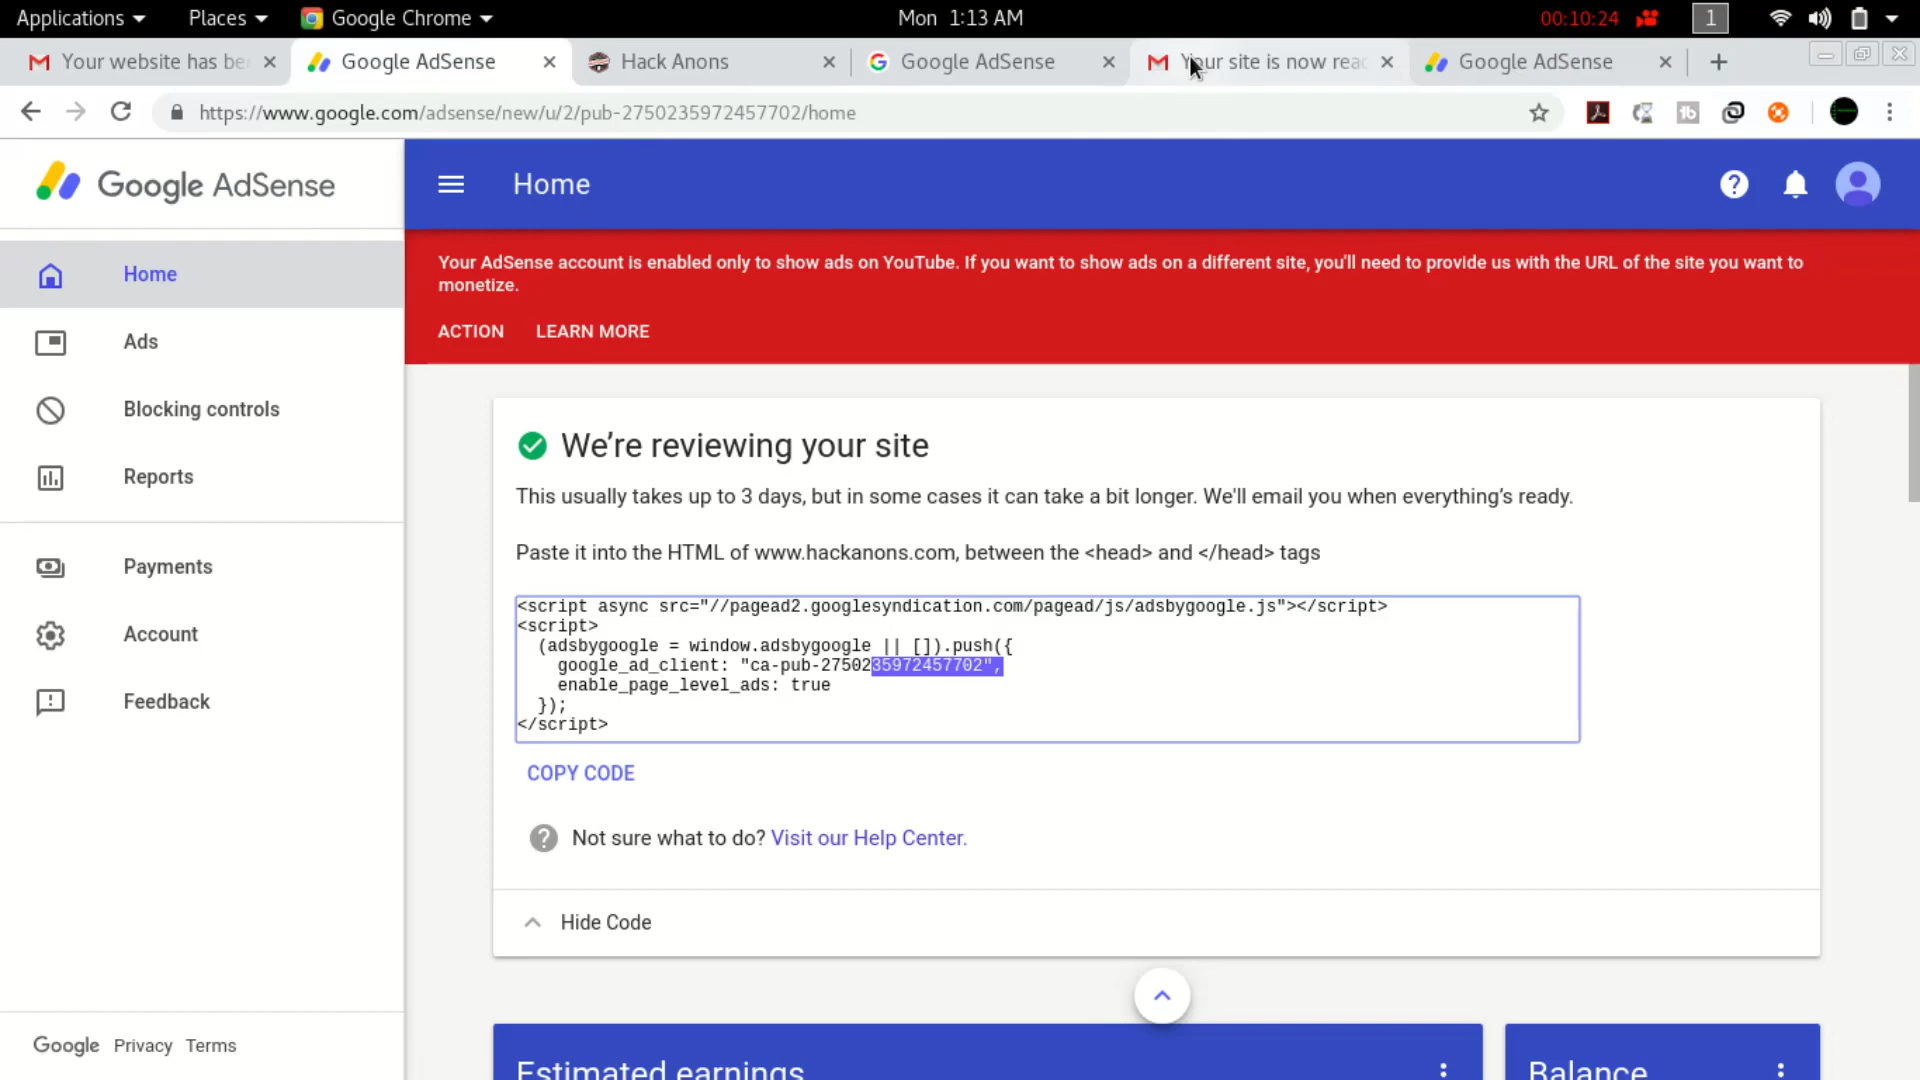 Applications Places Google Chrome Mon 1:13 AM 00:10:24 1
Your website has be Google AdSense Hack Anons Google AdSense Your site is now rea Google AdSense
https://www.google.com/adsense/new/u/2/pub-2750235972457702/home
Google AdSense
Home
Your AdSense account is enabled only to show ads on YouTube. If you want to show ads on a different site, you'll need to provide us with the URL of the site you want to
monetize.
ACTION LEARN MORE
Home
Ads
Blocking controls
Reports
Payments
Account
Feedback
Google Privacy Terms
We’re reviewing your site
This usually takes up to 3 days, but in some cases it can take a bit longer. We'll email you when everything’s ready.
Paste it into the HTML of www.hackanons.com, between the <head> and </head> tags
<script async src="//pagead2.googlesyndication.com/pagead/js/adsbygoogle.js"></script>
<script>
(adsbygoogle = window.adsbygoogle || []).push({
google_ad_client: "ca-pub-2750235972457702",
enable_page_level_ads: true
});
</script>
COPY CODE
Not sure what to do? Visit our Help Center.
Hide Code
Estimated earnings
Balance